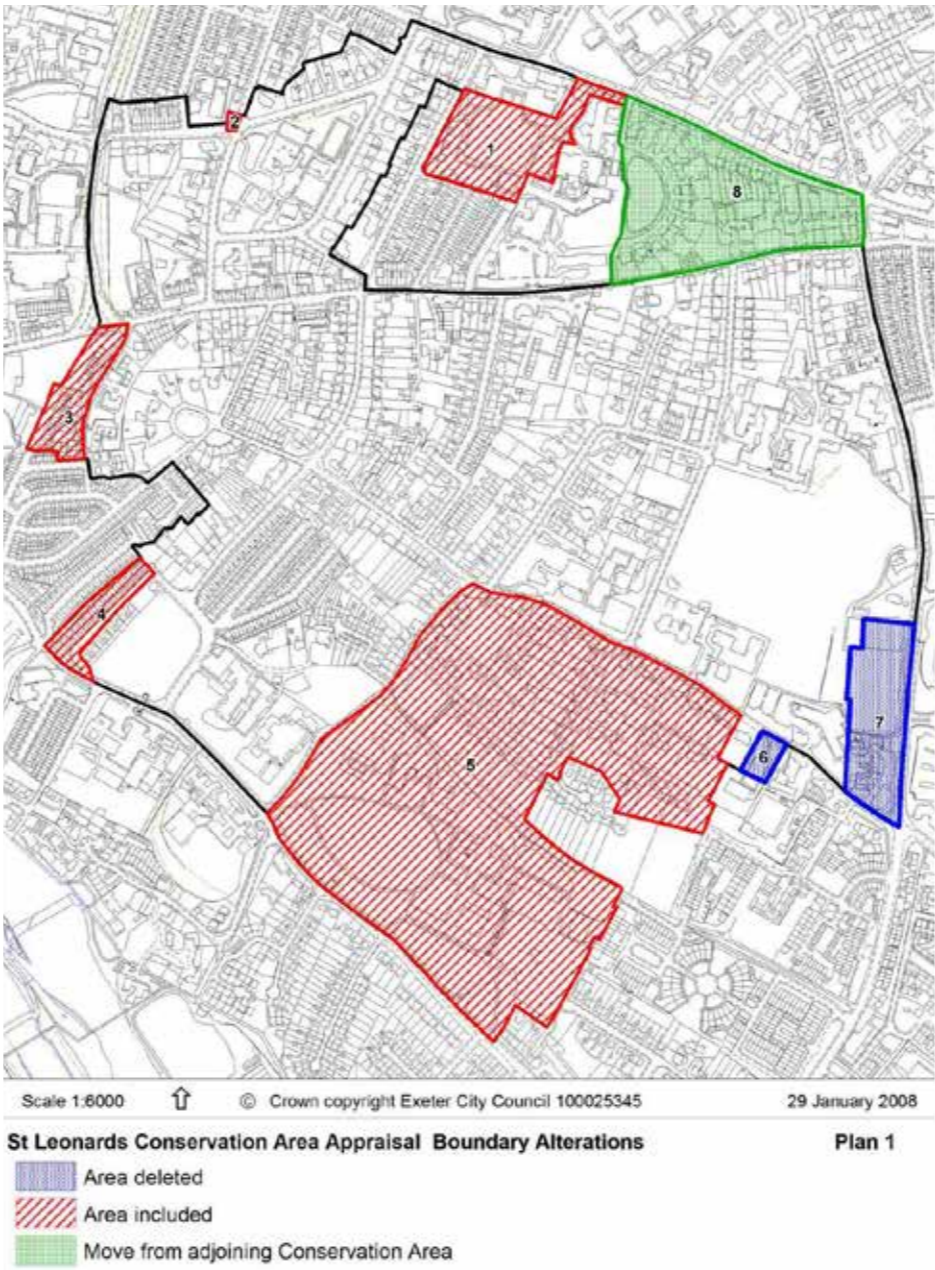 2
1
8
3
4
5
7
6
Scale 1:6000 © Crown copyright Exeter City Council 100025345 29 January 2008
St Leonards Conservation Area Appraisal Boundary Alterations Plan 1
Area deleted
Area included
Move from adjoining Conservation Area